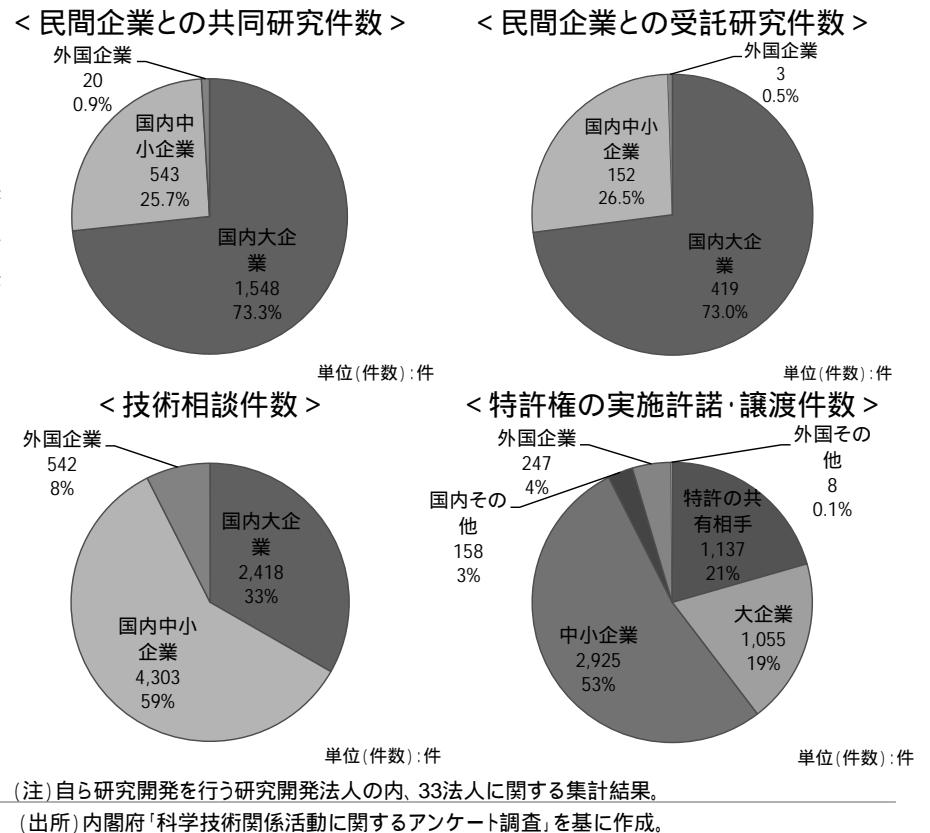 ＜民間企業との共同研究件数＞
外国企業
20
0.9%
国内中
小企業
543
25.7%
国内大企
業
1,548
73.3%
単位(件数):件
＜民間企業との受託研究件数＞
外国企業
3
0.5%
国内中小
企業
152
26.5%
国内大企
業
419
73.0%
単位(件数):件
＜技術相談件数＞
外国企業
542
8%
国内大企
業
2,418
33%
国内中小
企業
4,303
59%
単位(件数):件
＜特許権の実施許諾･譲渡件数＞
外国企業
247
4%
外国その
他
8
0.1%
国内その
他
158
3%
特許の共
有相手
1,137
21%
大企業
1,055
19%
中小企業
2,925
53%
単位(件数):件
(注)自ら研究開発を行う研究開発法人の内、33法人に関する集計結果。
(出所)内閣府｢科学技術関係活動に関するアンケート調査｣を基に作成。